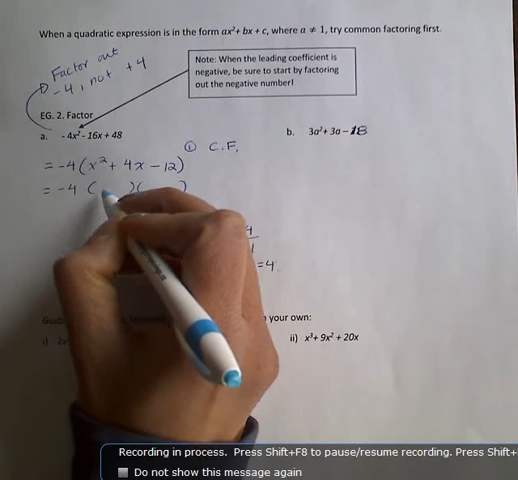 When a quadratic expression is in the form ax²+ bx + c, where a ≠ 1, try common factoring first.
Factor out
-4, not +4
Note: When the leading coefficient is
negative, be sure to start by factoring
out the negative number!
EG. 2. Factor
a. - 4x² - 16x + 48
b. 3a² + 3a – 18
① C.F.
= -4(x² + 4x - 12)
= -4 ( )( )
4
1
=4
your own:
ii) x³+ 9x² + 20x
Recording in process. Press Shift+F8 to pause/resume recording. Press Shift+
Do not show this message again